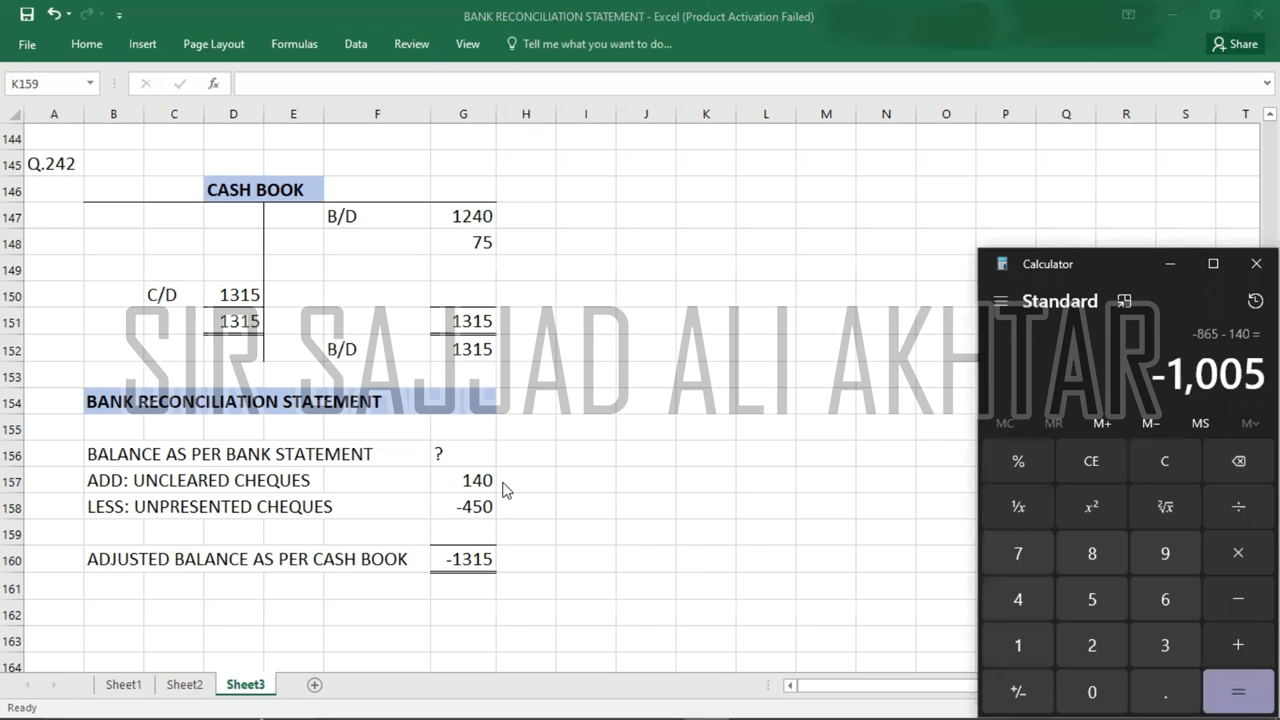 BANK RECONCILIATION STATEMENT - Excel (Product Activation Failed)
File Home Insert Page Layout Formulas Data Review View Tell me what you want to do... Share
K159 fx
A B C D E F G H I J K L M N O P Q R S T
144
145 Q.242
146 CASH BOOK
147 B/D 1240
148 75
149
150 C/D 1315
151 1315 1315
152 B/D 1315
153
154 BANK RECONCILIATION STATEMENT
155
156 BALANCE AS PER BANK STATEMENT ?
157 ADD: UNCLEARED CHEQUES 140
158 LESS: UNPRESENTED CHEQUES -450
159
160 ADJUSTED BALANCE AS PER CASH BOOK -1315
161
162
163
164
SIR SAJJAD ALI AKHTAR
Calculator
Standard
-865 - 140 =
-1,005
MC MR M+ M− MS M˅
% CE C
¹/x x² ²√x ÷
7 8 9 ×
4 5 6 −
1 2 3 +
+/− 0 . =
Sheet1 Sheet2 Sheet3
Ready